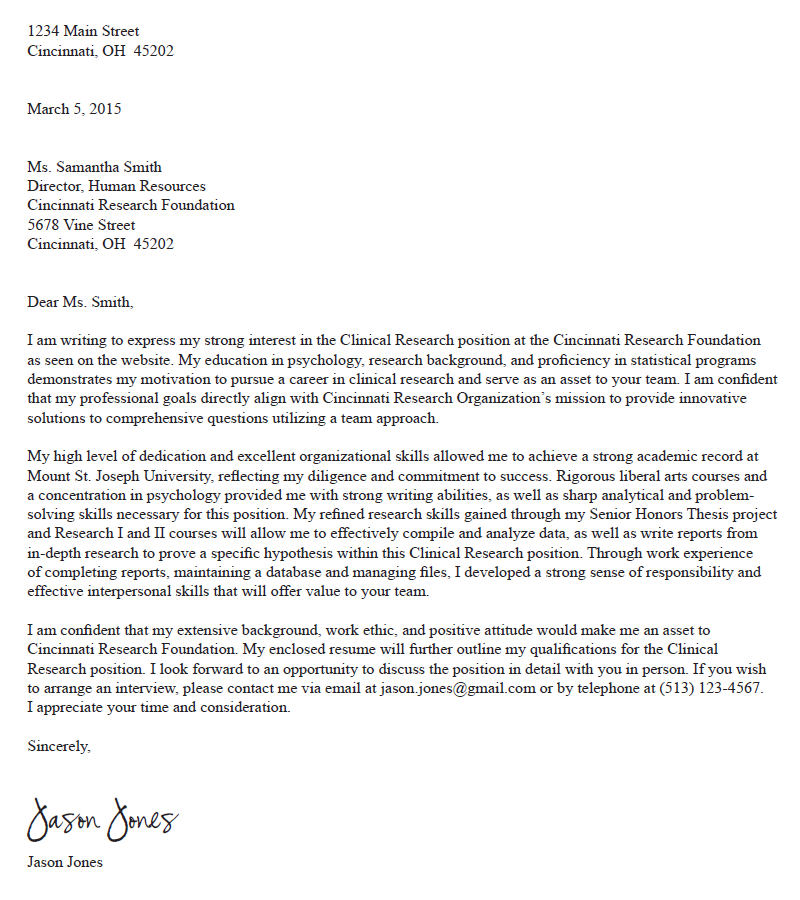 1234 Main Street
Cincinnati, OH  45202
March 5, 2015
Ms. Samantha Smith
Director, Human Resources
Cincinnati Research Foundation
5678 Vine Street
Cincinnati, OH  45202
Dear Ms. Smith,
I am writing to express my strong interest in the Clinical Research position at the Cincinnati Research Foundation
as seen on the website. My education in psychology, research background, and proficiency in statistical programs
demonstrates my motivation to pursue a career in clinical research and serve as an asset to your team. I am confident
that my professional goals directly align with Cincinnati Research Organization’s mission to provide innovative
solutions to comprehensive questions utilizing a team approach.
My high level of dedication and excellent organizational skills allowed me to achieve a strong academic record at
Mount St. Joseph University, reflecting my diligence and commitment to success. Rigorous liberal arts courses and
a concentration in psychology provided me with strong writing abilities, as well as sharp analytical and problem-
solving skills necessary for this position. My refined research skills gained through my Senior Honors Thesis project
and Research I and II courses will allow me to effectively compile and analyze data, as well as write reports from
in-depth research to prove a specific hypothesis within this Clinical Research position. Through work experience
of completing reports, maintaining a database and managing files, I developed a strong sense of responsibility and
effective interpersonal skills that will offer value to your team.
I am confident that my extensive background, work ethic, and positive attitude would make me an asset to
Cincinnati Research Foundation. My enclosed resume will further outline my qualifications for the Clinical
Research position. I look forward to an opportunity to discuss the position in detail with you in person. If you wish
to arrange an interview, please contact me via email at jason.jones@gmail.com or by telephone at (513) 123-4567.
I appreciate your time and consideration.
Sincerely,
Jason Jones
Jason Jones